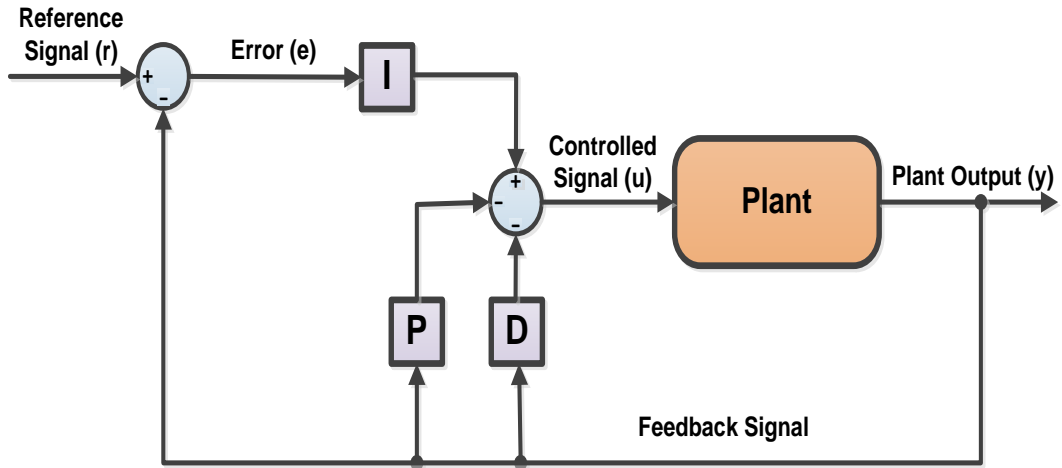 Reference
Signal (r)
Error (e)
+
-
I
Controlled
Signal (u)
+
-
-
Plant
Plant Output (y)
P
D
Feedback Signal